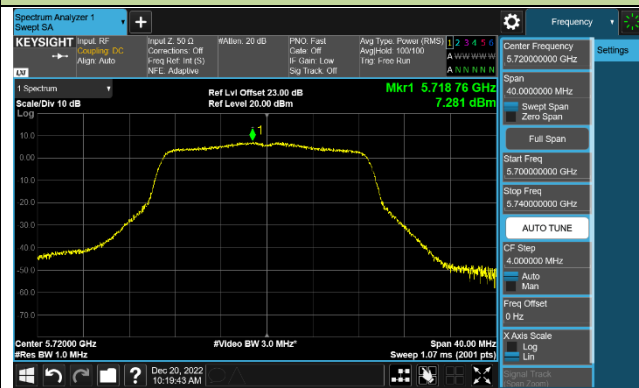 Spectrum Analyzer 1
Swept SA
Frequency
KEYSIGHT
Input: RF
Coupling: DC
Align: Auto
Input Z: 50 Ω
Corrections: Off
Freq Ref: Int (S)
NFE: Adaptive
#Atten: 20 dB
PNO: Fast
Gate: Off
IF Gain: Low
Sig Track: Off
Avg Type: Power (RMS)
Avg|Hold: 100/100
Trig: Free Run
1 2 3 4 5 6
A W W W W W
A N N N N N
LXI
1 Spectrum
Scale/Div 10 dB
Log
Ref Lvl Offset 23.00 dB
Ref Level 20.00 dBm
Mkr1 5.718 76 GHz
7.281 dBm
1
10.0
0.00
-10.0
-20.0
-30.0
-40.0
-50.0
-60.0
-70.0
Center 5.72000 GHz
#Res BW 1.0 MHz
#Video BW 3.0 MHz*
Span 40.00 MHz
Sweep 1.07 ms (2001 pts)
Dec 20, 2022
10:19:43 AM
?
Center Frequency
5.720000000 GHz
Settings
Span
40.0000000 MHz
Swept Span
Zero Span
Full Span
Start Freq
5.700000000 GHz
Stop Freq
5.740000000 GHz
AUTO TUNE
CF Step
4.000000 MHz
Auto
Man
Freq Offset
0 Hz
X Axis Scale
Log
Lin
Signal Track
(Span Zoom)